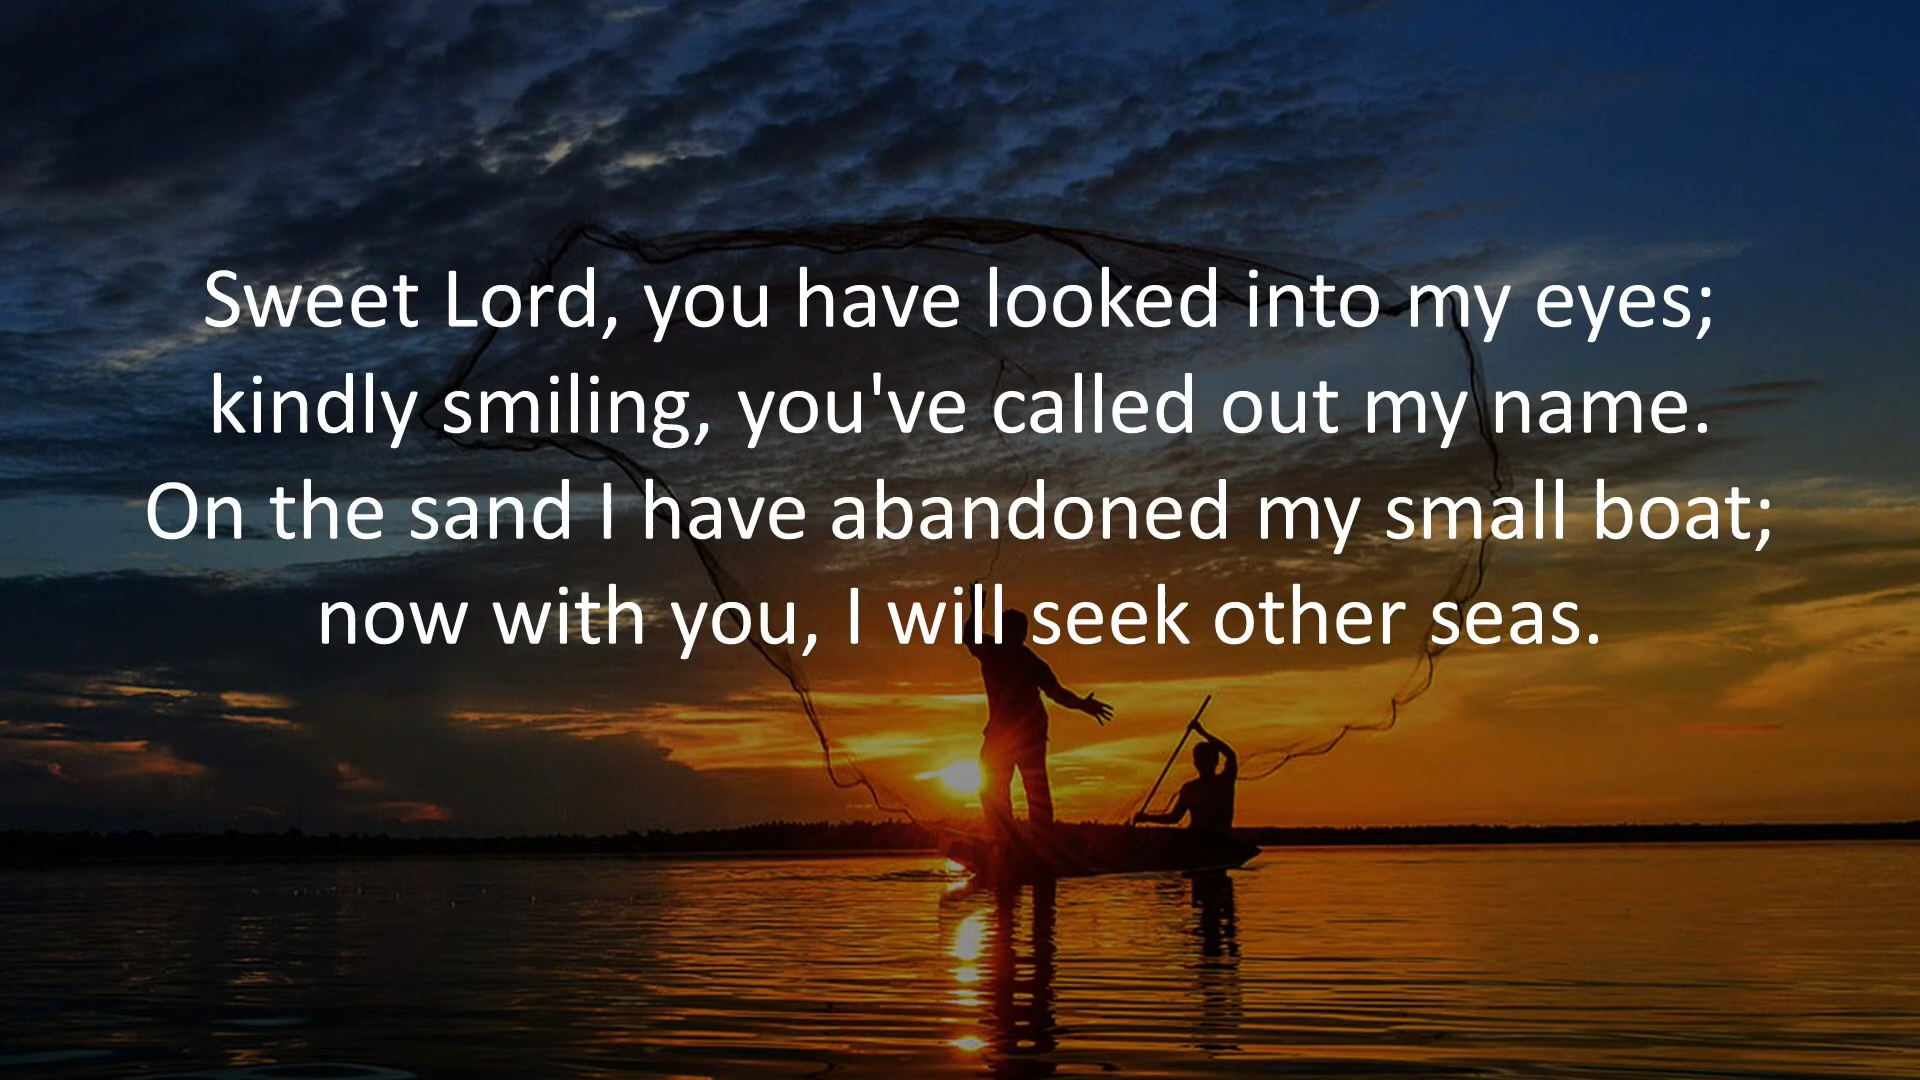 Sweet Lord, you have looked into my eyes;
kindly smiling, you've called out my name.
On the sand I have abandoned my small boat;
now with you, I will seek other seas.